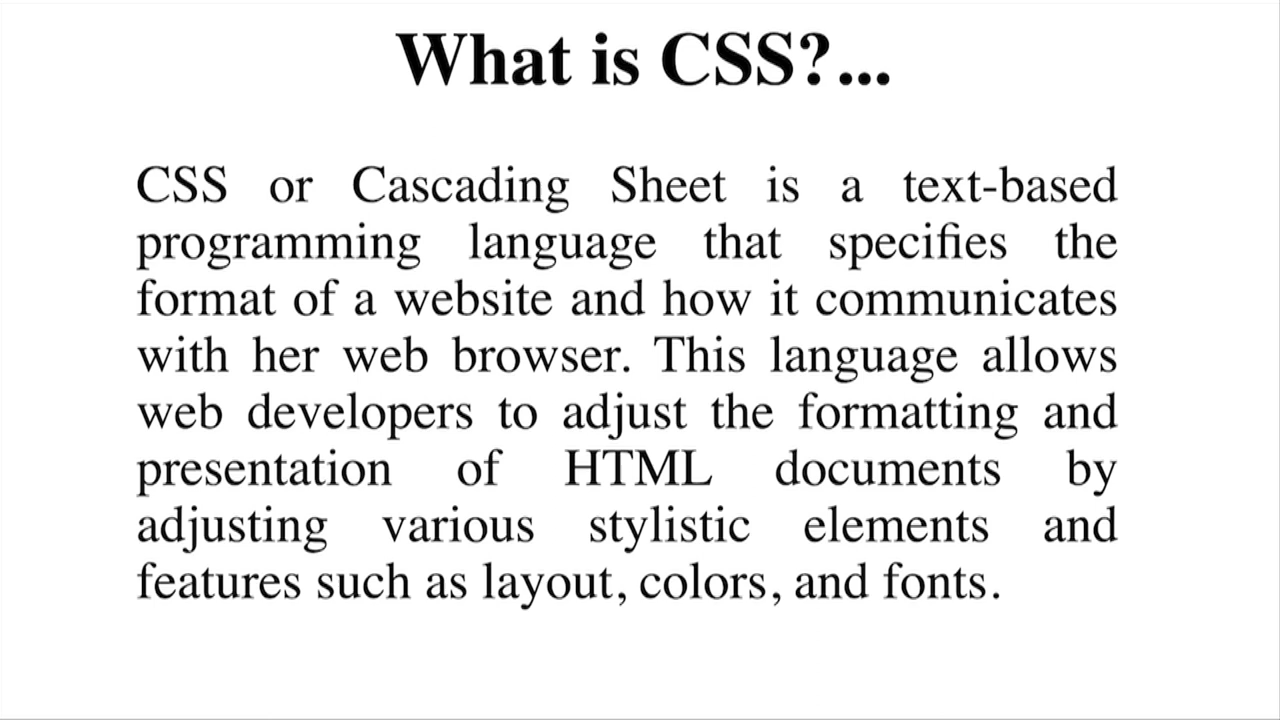 What is CSS?...
CSS or Cascading Sheet is a text-based
programming language that specifies the
format of a website and how it communicates
with her web browser. This language allows
web developers to adjust the formatting and
presentation of HTML documents by
adjusting various stylistic elements and
features such as layout, colors, and fonts.